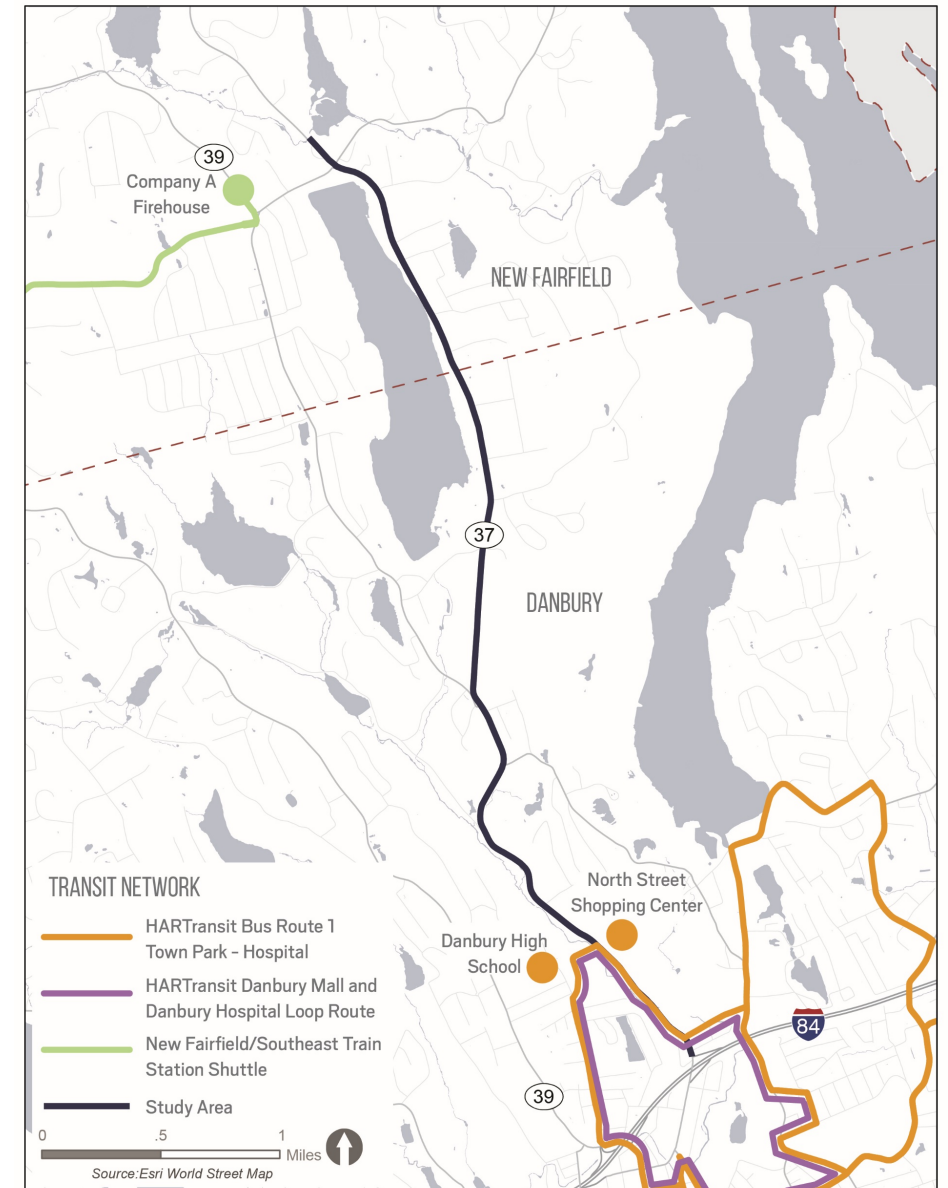 39
Company A
Firehouse
NEW FAIRFIELD
37
DANBURY
North Street
Shopping Center
Danbury High
School
84
39
TRANSIT NETWORK
HARTransit Bus Route 1
Town Park - Hospital
HARTransit Danbury Mall and
Danbury Hospital Loop Route
New Fairfield/Southeast Train
Station Shuttle
Study Area
0 .5 1
Miles
Source:Esri World Street Map